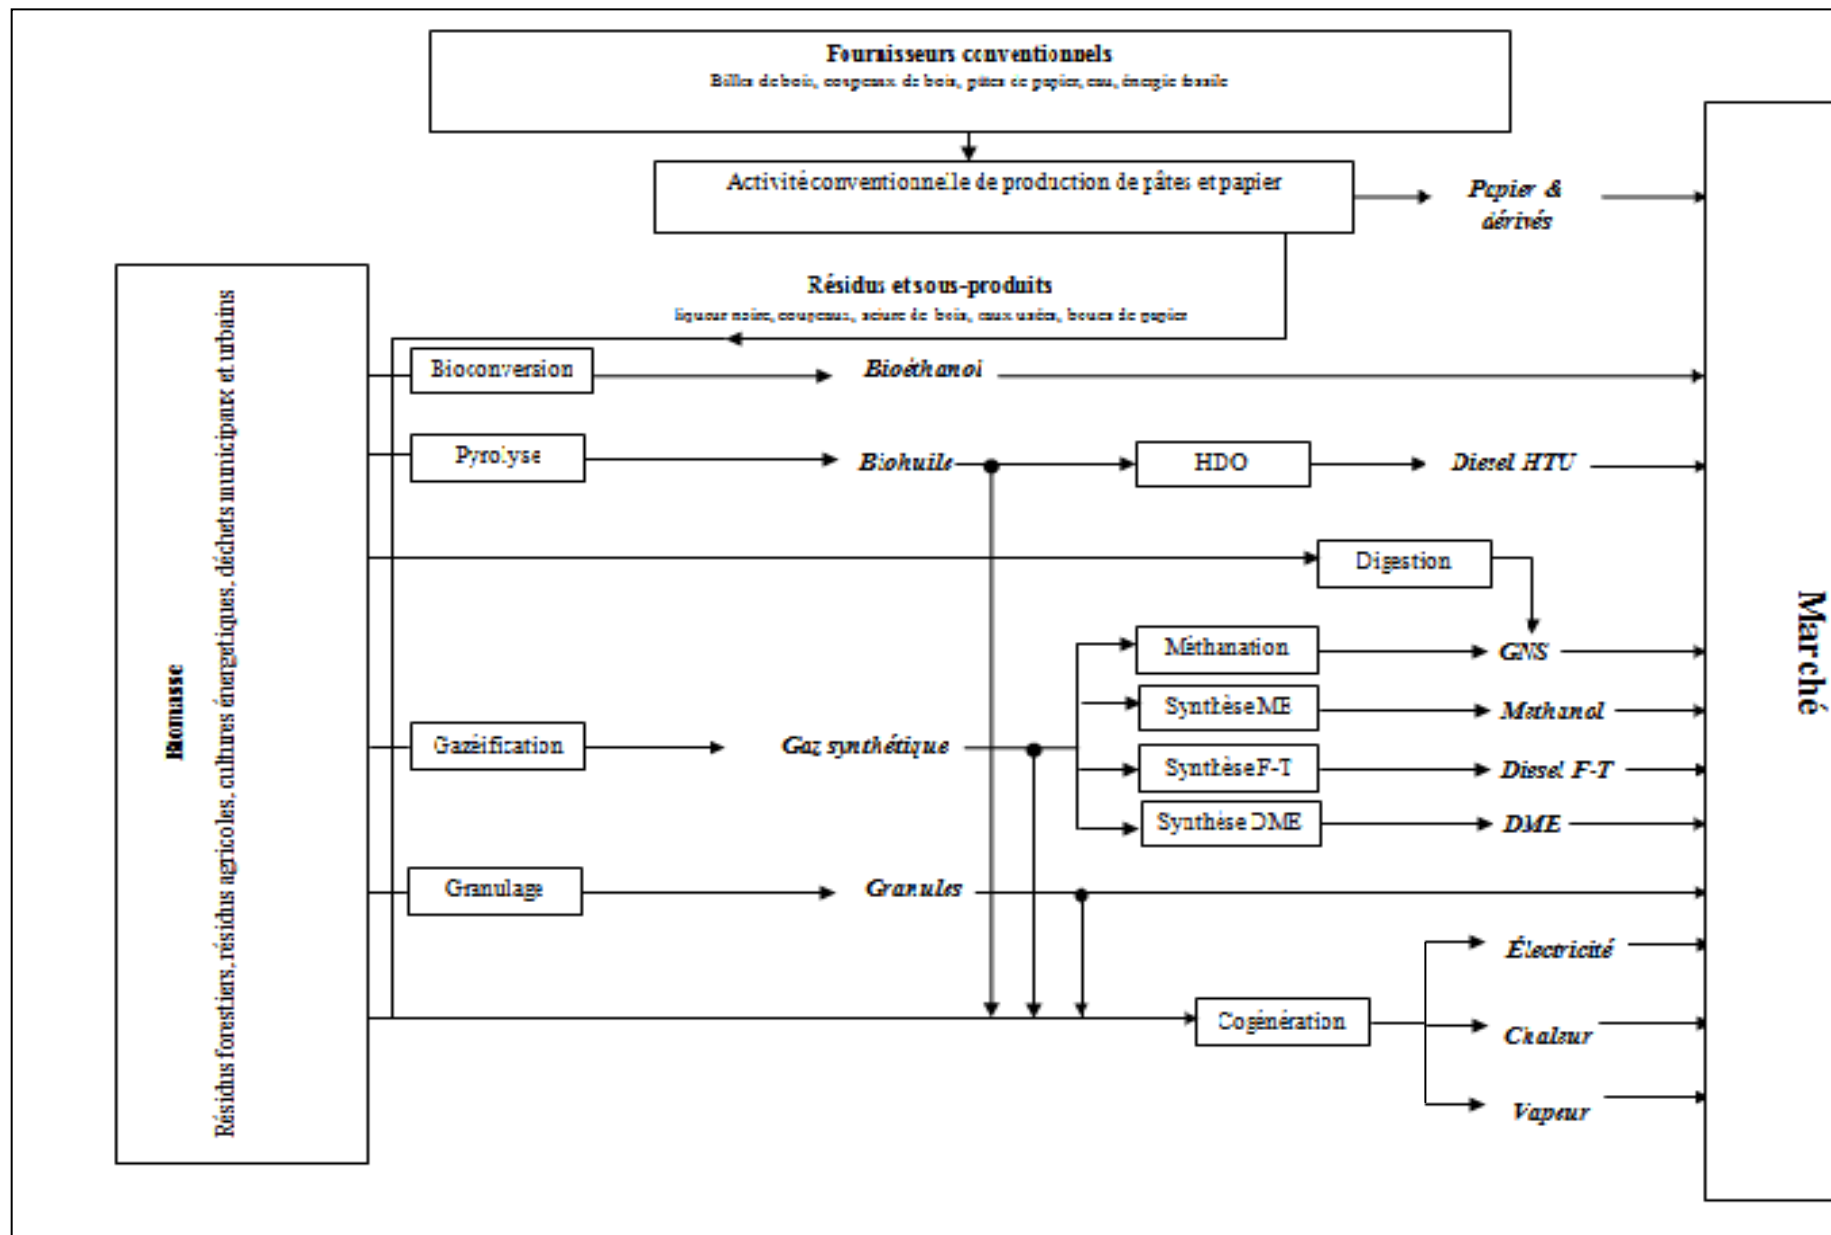 Fournisseurs conventionnels
Billes de bois, coupeaux de bois, pâtes de papier, eau, énergie fossile
Activité conventionnelle de production de pâtes et papier
Papier &
dérivés
Résidus et sous-produits
liqueur noire, coupeaux, sciure de bois, eaux usées, boues de papier
Biomasse
Résidus forestiers, résidus agricoles, cultures énergetiques, déchets municipaux et urbains
Bioconversion
Bioéthanol
Pyrolyse
Biohuile
HDO
Diesel HTU
Digestion
Méthanation
GNS
Synthèse ME
Methanol
Gazéification
Gaz synthétique
Synthèse F-T
Diesel F-T
Synthèse DME
DME
Granulage
Granules
Électricité
Cogénération
Chaleur
Vapeur
Marché